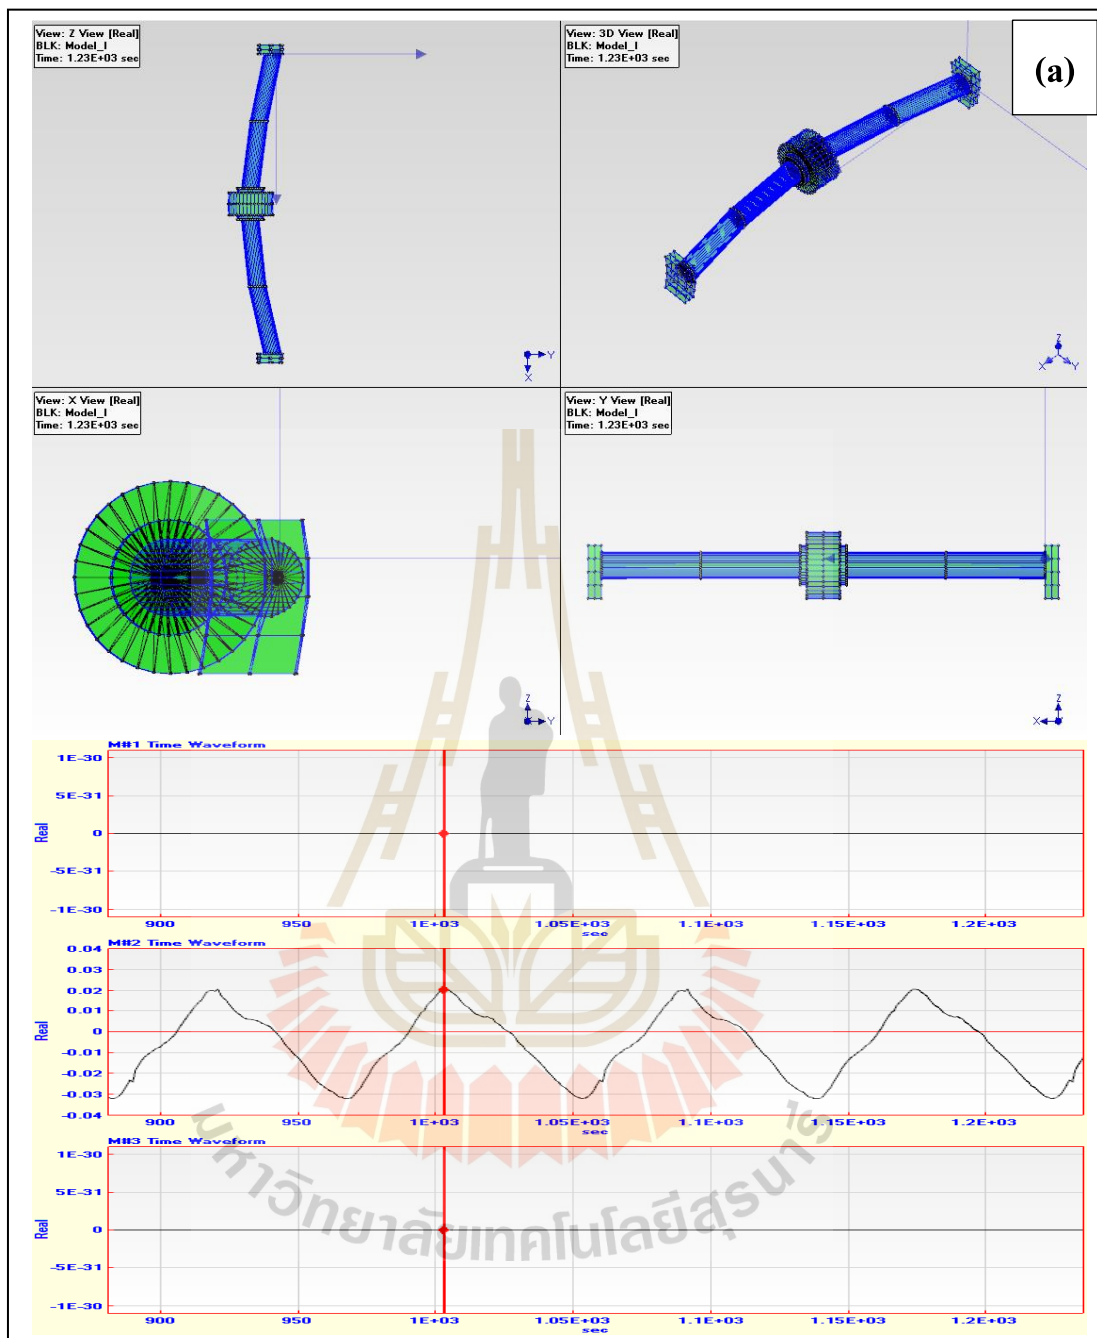 View: Z View [Real]
BLK: Model_I
Time: 1.23E+03 sec
Y
X
View: 3D View [Real]
BLK: Model_I
Time: 1.23E+03 sec
(a)
Z
X
Y
View: X View [Real]
BLK: Model_I
Time: 1.23E+03 sec
Z
Y
View: Y View [Real]
BLK: Model_I
Time: 1.23E+03 sec
Z
X
M#1 Time Waveform
1E-30
5E-31
Real
0
-5E-31
-1E-30
900 950 1E+03 1.05E+03 1.1E+03 1.15E+03 1.2E+03
sec
M#2 Time Waveform
0.04
0.03
0.02
0.01
Real
0
-0.01
-0.02
-0.03
-0.04
900 950 1E+03 1.05E+03 1.1E+03 1.15E+03 1.2E+03
sec
M#3 Time Waveform
1E-30
5E-31
Real
0
-5E-31
-1E-30
900 950 1E+03 1.05E+03 1.1E+03 1.15E+03 1.2E+03
sec
มหาวิทยาลัยเทคโนโลยีสุรนารี